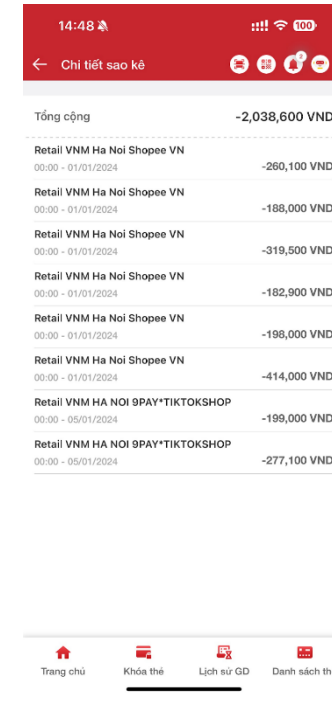 14:48
100
Chi tiết sao kê
2
Tổng cộng -2,038,600 VND
Retail VNM Ha Noi Shopee VN
00:00 - 01/01/2024 -260,100 VND
Retail VNM Ha Noi Shopee VN
00:00 - 01/01/2024 -188,000 VND
Retail VNM Ha Noi Shopee VN
00:00 - 01/01/2024 -319,500 VND
Retail VNM Ha Noi Shopee VN
00:00 - 01/01/2024 -182,900 VND
Retail VNM Ha Noi Shopee VN
00:00 - 01/01/2024 -198,000 VND
Retail VNM Ha Noi Shopee VN
00:00 - 01/01/2024 -414,000 VND
Retail VNM HA NOI 9PAY*TIKTOKSHOP
00:00 - 05/01/2024 -199,000 VND
Retail VNM HA NOI 9PAY*TIKTOKSHOP
00:00 - 05/01/2024 -277,100 VND
Trang chủ Khóa thẻ Lịch sử GD Danh sách th